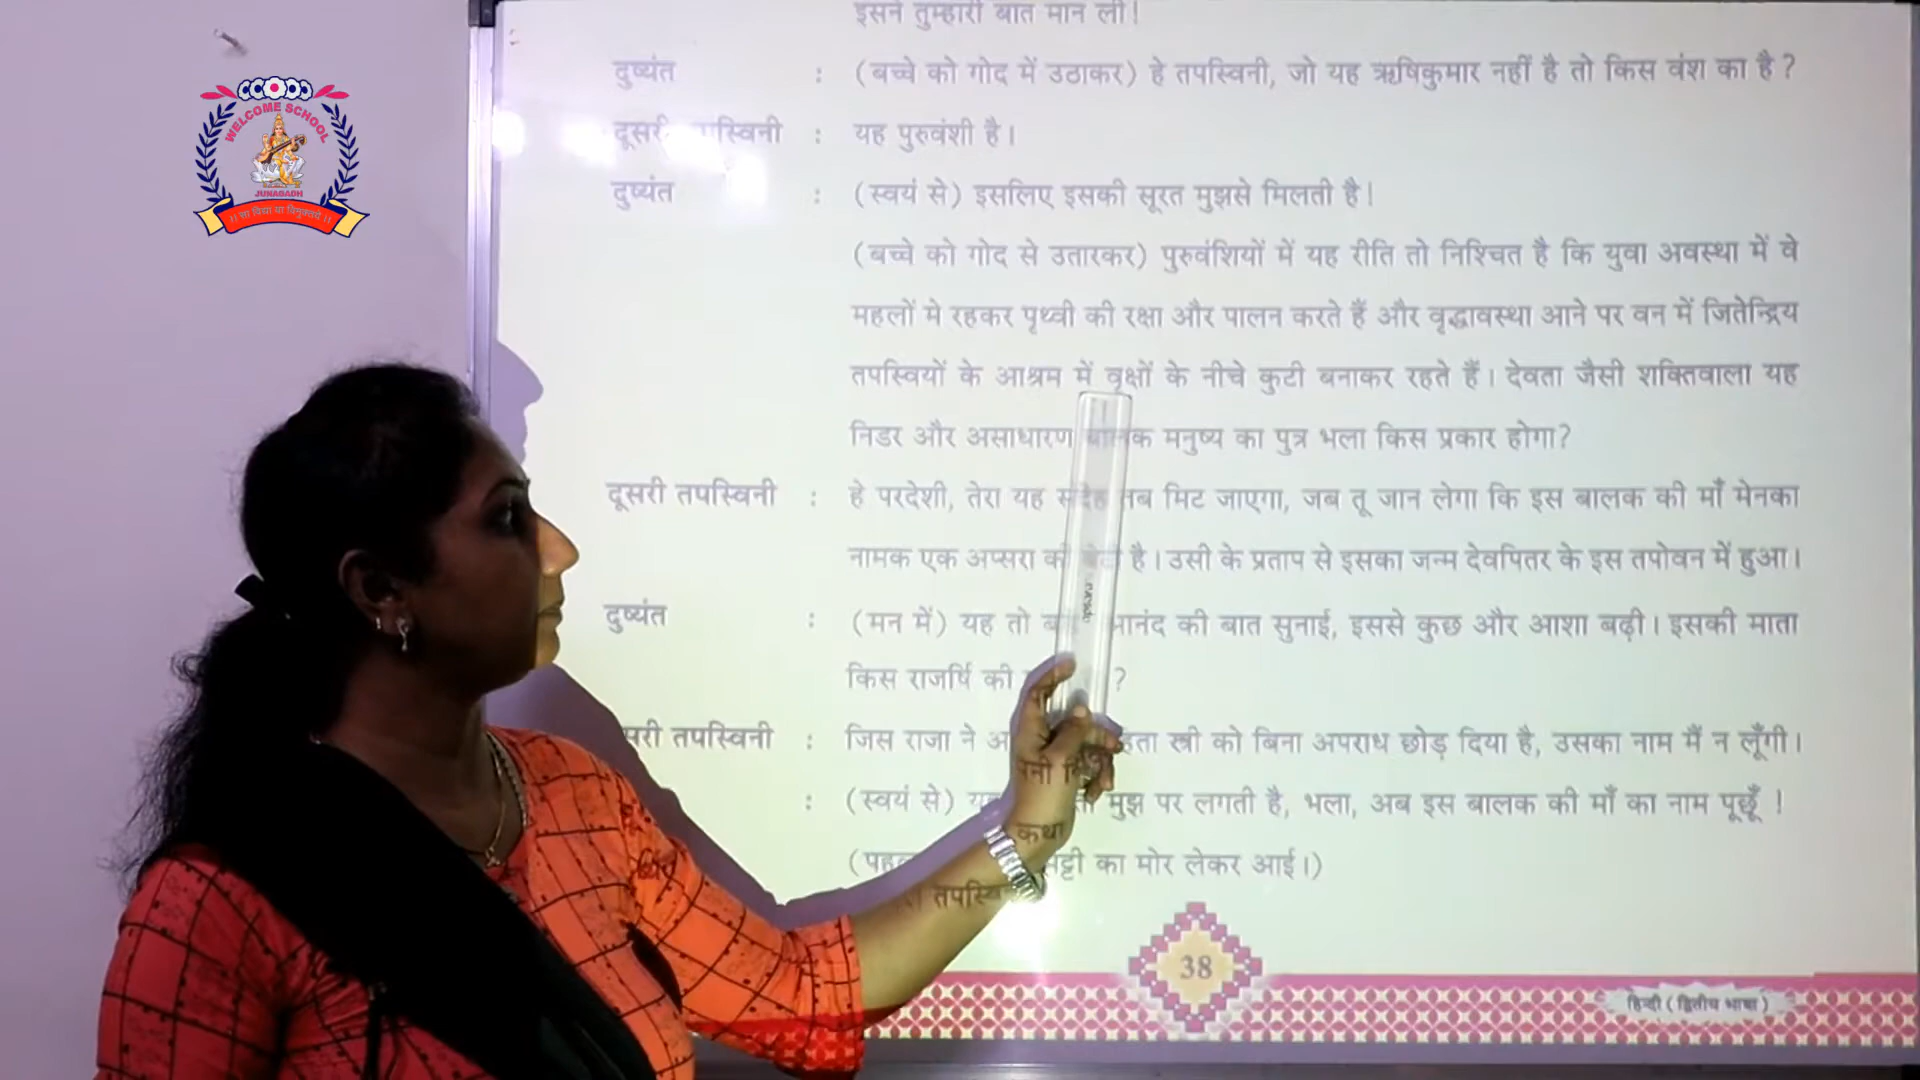 WELCOME SCHOOL
JUNAGADH
।। सा विद्या या विमुक्तये ।।
इसने तुम्हारी बात मान ली!
दुष्यंत : (बच्चे को गोद में उठाकर) हे तपस्विनी, जो यह ऋषिकुमार नहीं है तो किस वंश का है ?
दूसरी तपस्विनी : यह पुरुवंशी है।
दुष्यंत : (स्वयं से) इसलिए इसकी सूरत मुझसे मिलती है!
(बच्चे को गोद से उतारकर) पुरुवंशियों में यह रीति तो निश्चित है कि युवा अवस्था में वे
महलों मे रहकर पृथ्वी की रक्षा और पालन करते हैं और वृद्धावस्था आने पर वन में जितेन्द्रिय
तपस्वियों के आश्रम में वृक्षों के नीचे कुटी बनाकर रहते हैं। देवता जैसी शक्तिवाला यह
निडर और असाधारण बालक मनुष्य का पुत्र भला किस प्रकार होगा?
दूसरी तपस्विनी : हे परदेशी, तेरा यह संदेह तब मिट जाएगा, जब तू जान लेगा कि इस बालक की माँ मेनका
नामक एक अप्सरा की बेटी है। उसी के प्रताप से इसका जन्म देवपितर के इस तपोवन में हुआ।
दुष्यंत : (मन में) यह तो आनंद की बात सुनाई, इससे कुछ और आशा बढ़ी। इसकी माता
किस राजर्षि की ?
तपस्विनी : जिस राजा ने स्त्री को बिना अपराध छोड़ दिया है, उसका नाम मैं न लूँगी।
: (स्वयं से) मुझ पर लगती है, भला, अब इस बालक की माँ का नाम पूछूँ !
कथा
का मोर लेकर आई।)
38
हिन्दी ( द्वितीय भाषा )